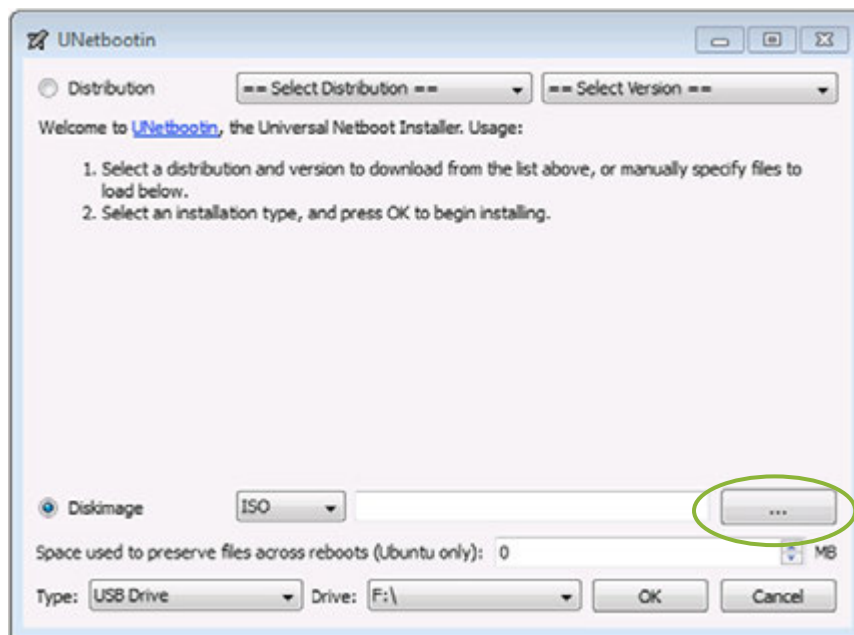 UNetbootin
Distribution == Select Distribution == == Select Version ==
Welcome to UNetbootin, the Universal Netboot Installer. Usage:
1. Select a distribution and version to download from the list above, or manually specify files to
load below.
2. Select an installation type, and press OK to begin installing.
Diskimage ISO ...
Space used to preserve files across reboots (Ubuntu only): 0 MB
Type: USB Drive Drive: F:\ OK Cancel